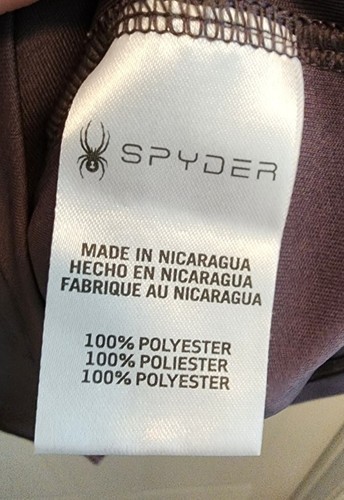 SPYDER
MADE IN NICARAGUA
HECHO EN NICARAGUA
FABRIQUE AU NICARAGUA
100% POLYESTER
100% POLIESTER
100% POLYESTER